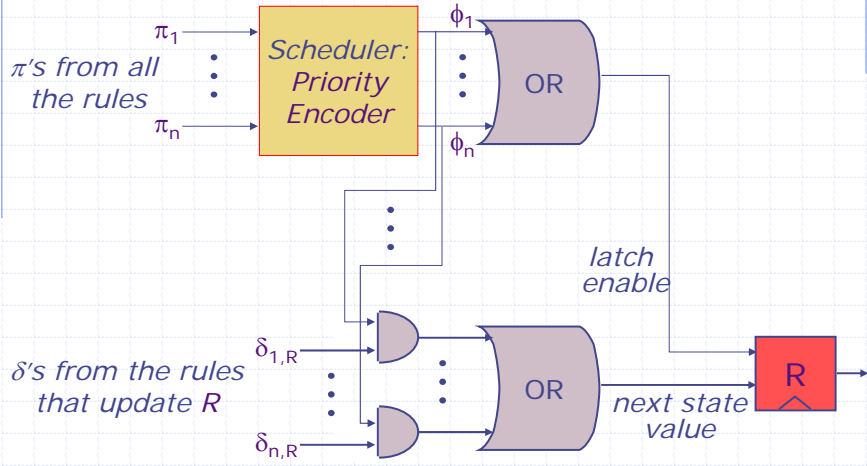 π1
π's from all
the rules
πn
Scheduler:
Priority
Encoder
ϕ1
ϕn
OR
latch
enable
δ1,R
δ's from the rules
that update R
δn,R
OR
next state
value
R